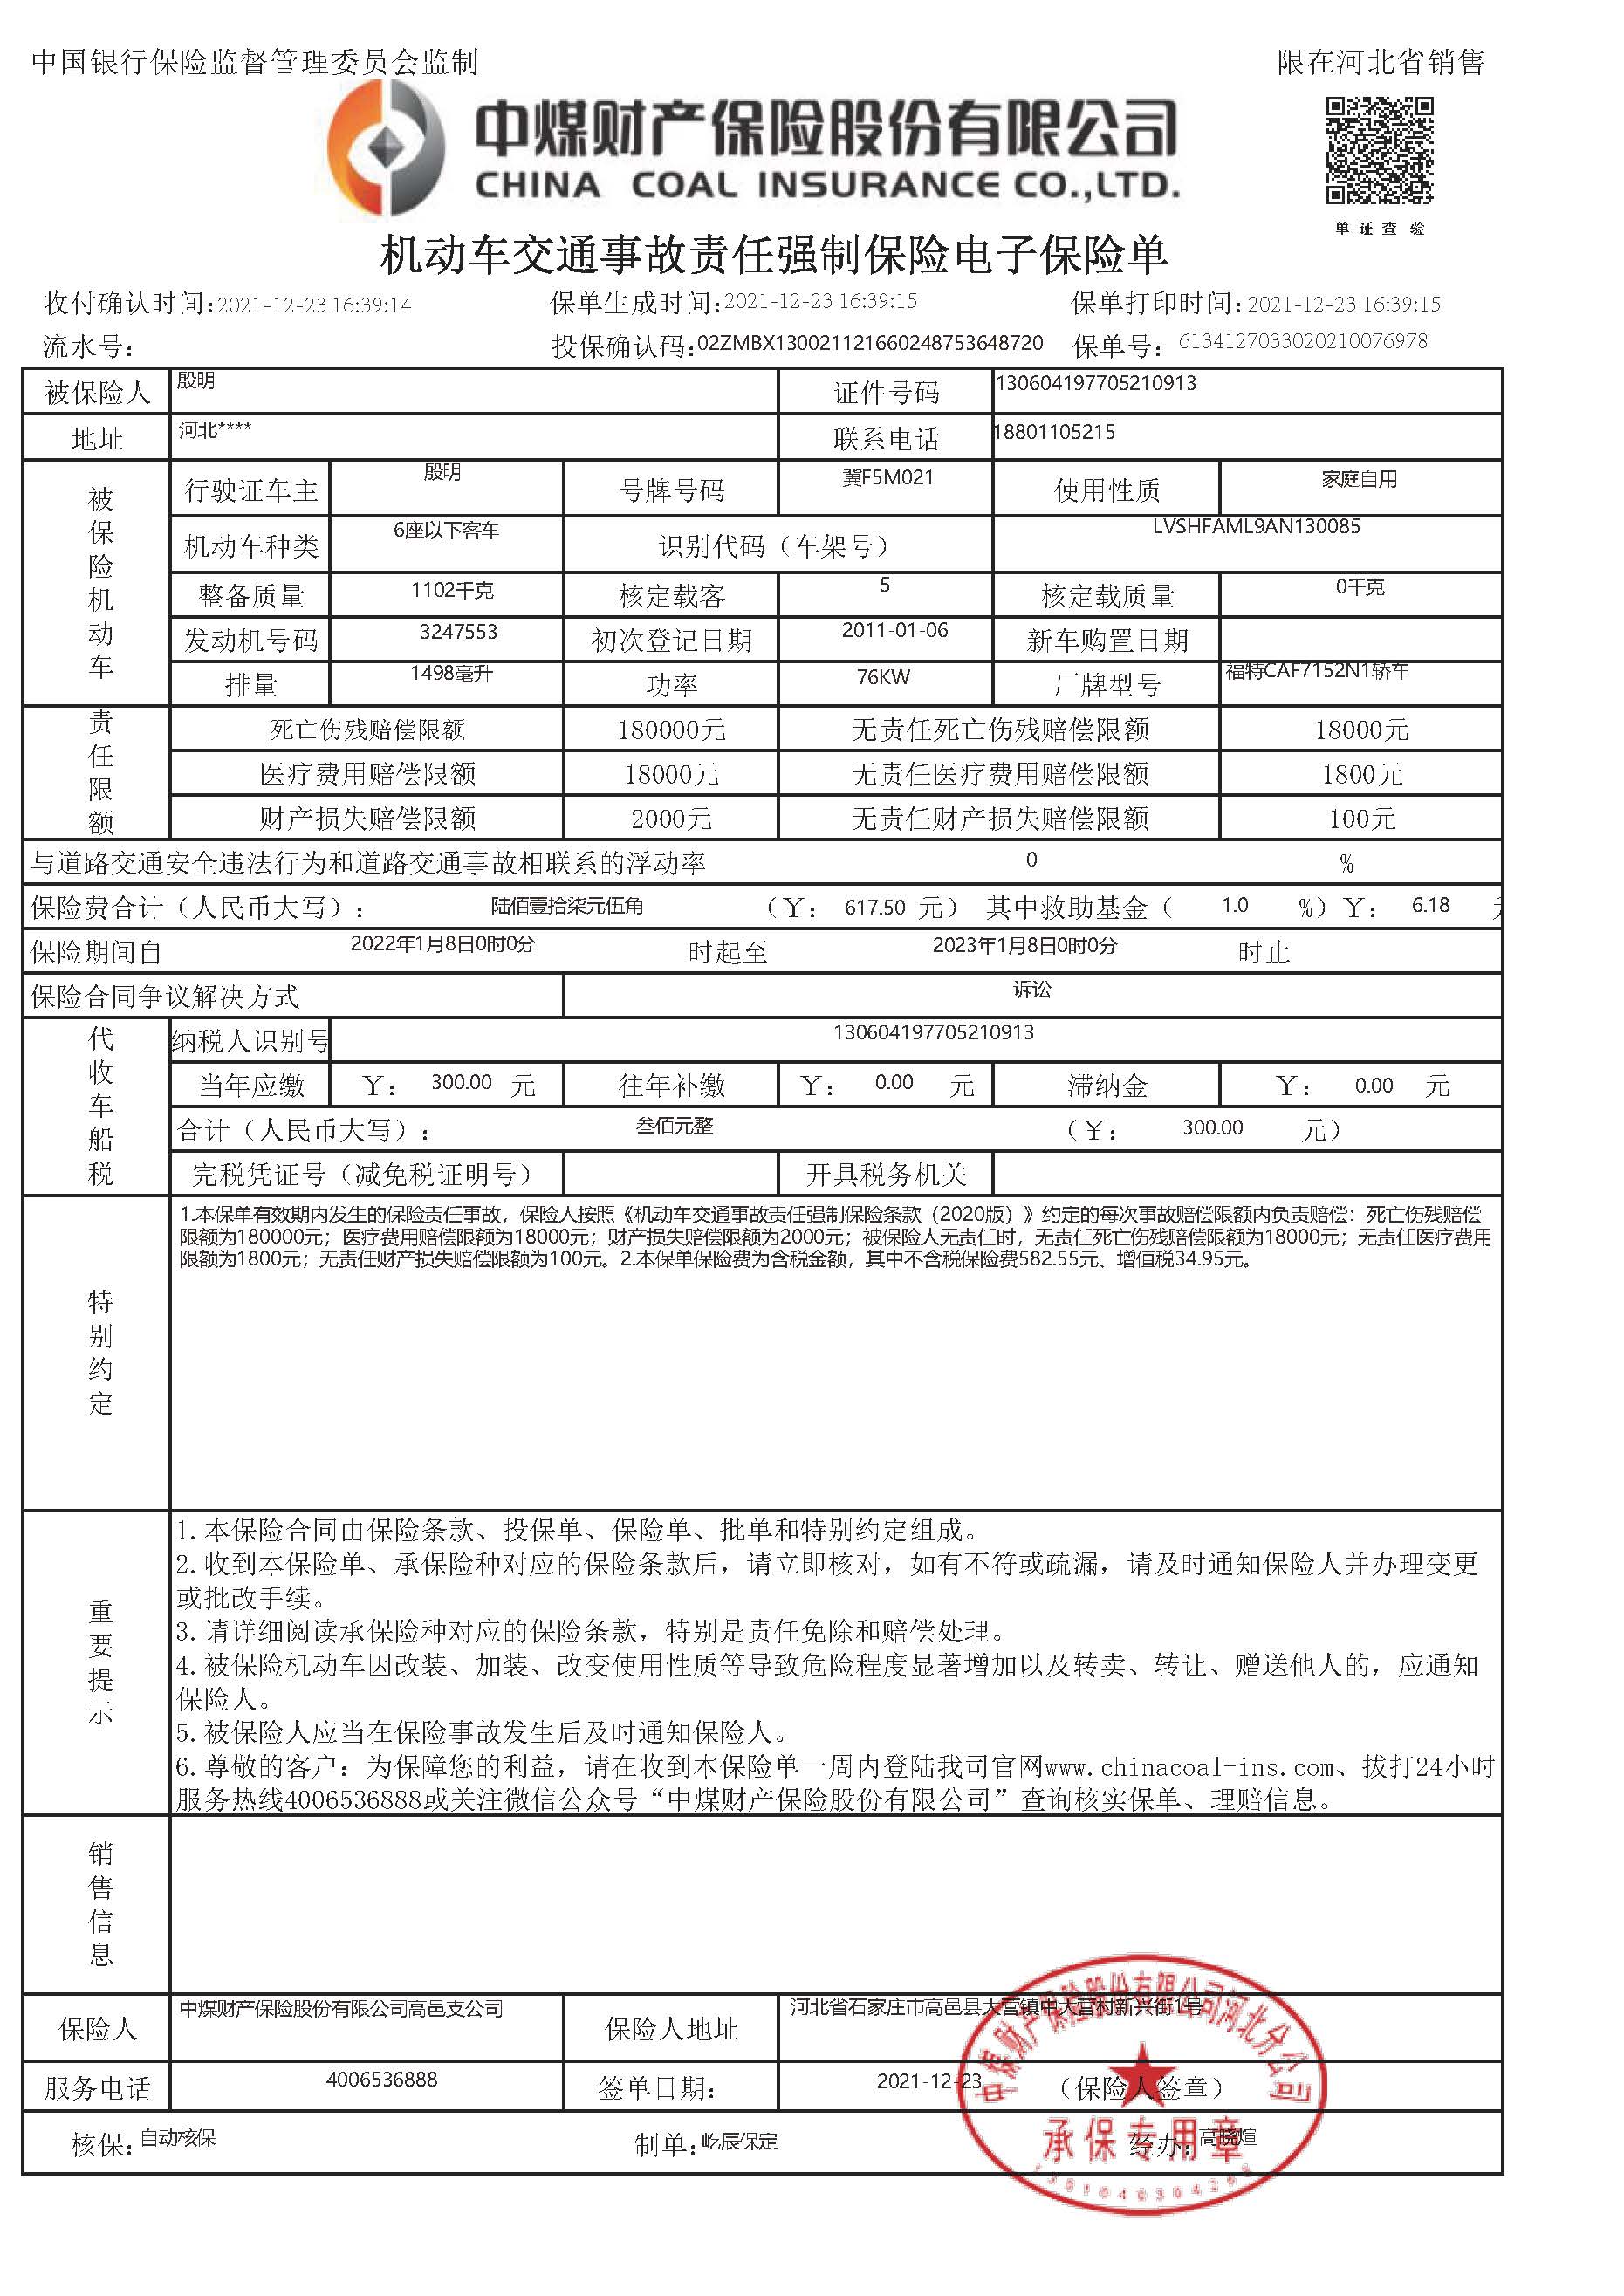 中国银行保险监督管理委员会监制 限在河北省销售
中煤财产保险股份有限公司
CHINA COAL INSURANCE CO.,LTD.
单证查验
机动车交通事故责任强制保险电子保险单
收付确认时间:2021-12-23 16:39:14 保单生成时间:2021-12-23 16:39:15 保单打印时间:2021-12-23 16:39:15
流水号: 投保确认码:02ZMBX130021121660248753648720 保单号: 6134127033020210076978
被保险人 殷明 证件号码 130604197705210913
地址 河北**** 联系电话 18801105215
被保险机动车
行驶证车主 殷明 号牌号码 冀F5M021 使用性质 家庭自用
机动车种类 6座以下客车 识别代码（车架号） LVSHFAML9AN130085
整备质量 1102千克 核定载客 5 核定载质量 0千克
发动机号码 3247553 初次登记日期 2011-01-06 新车购置日期
排量 1498毫升 功率 76KW 厂牌型号 福特CAF7152N1轿车
责任限额
死亡伤残赔偿限额 180000元 无责任死亡伤残赔偿限额 18000元
医疗费用赔偿限额 18000元 无责任医疗费用赔偿限额 1800元
财产损失赔偿限额 2000元 无责任财产损失赔偿限额 100元
与道路交通安全违法行为和道路交通事故相联系的浮动率 0 %
保险费合计（人民币大写）: 陆佰壹拾柒元伍角 （￥: 617.50 元） 其中救助基金（ 1.0 %）￥: 6.18
保险期间自 2022年1月8日0时0分 时起至 2023年1月8日0时0分 时止
保险合同争议解决方式 诉讼
代收车船税
纳税人识别号 130604197705210913
当年应缴 ￥: 300.00 元 往年补缴 ￥: 0.00 元 滞纳金 ￥: 0.00 元
合计（人民币大写）: 叁佰元整 （￥: 300.00 元）
完税凭证号（减免税证明号） 开具税务机关
特别约定
1.本保单有效期内发生的保险责任事故，保险人按照《机动车交通事故责任强制保险条款（2020版）》约定的每次事故赔偿限额内负责赔偿：死亡伤残赔偿
限额为180000元；医疗费用赔偿限额为18000元；财产损失赔偿限额为2000元；被保险人无责任时，无责任死亡伤残赔偿限额为18000元；无责任医疗费用
限额为1800元；无责任财产损失赔偿限额为100元。2.本保单保险费为含税金额，其中不含税保险费582.55元、增值税34.95元。
重要提示
1.本保险合同由保险条款、投保单、保险单、批单和特别约定组成。
2.收到本保险单、承保险种对应的保险条款后，请立即核对，如有不符或疏漏，请及时通知保险人并办理变更
或批改手续。
3.请详细阅读承保险种对应的保险条款，特别是责任免除和赔偿处理。
4.被保险机动车因改装、加装、改变使用性质等导致危险程度显著增加以及转卖、转让、赠送他人的，应通知
保险人。
5.被保险人应当在保险事故发生后及时通知保险人。
6.尊敬的客户：为保障您的利益，请在收到本保险单一周内登陆我司官网www.chinacoal-ins.com、拔打24小时
服务热线4006536888或关注微信公众号“中煤财产保险股份有限公司”查询核实保单、理赔信息。
销售信息
保险人 中煤财产保险股份有限公司高邑支公司 保险人地址 河北省石家庄市高邑县大营镇中大营村新兴街1号
服务电话 4006536888 签单日期: 2021-12-23 （保险人签章）
核保: 自动核保 制单: 屹辰保定 经办: 高晓煊
中煤财产保险股份有限公司河北分公司
承保专用章